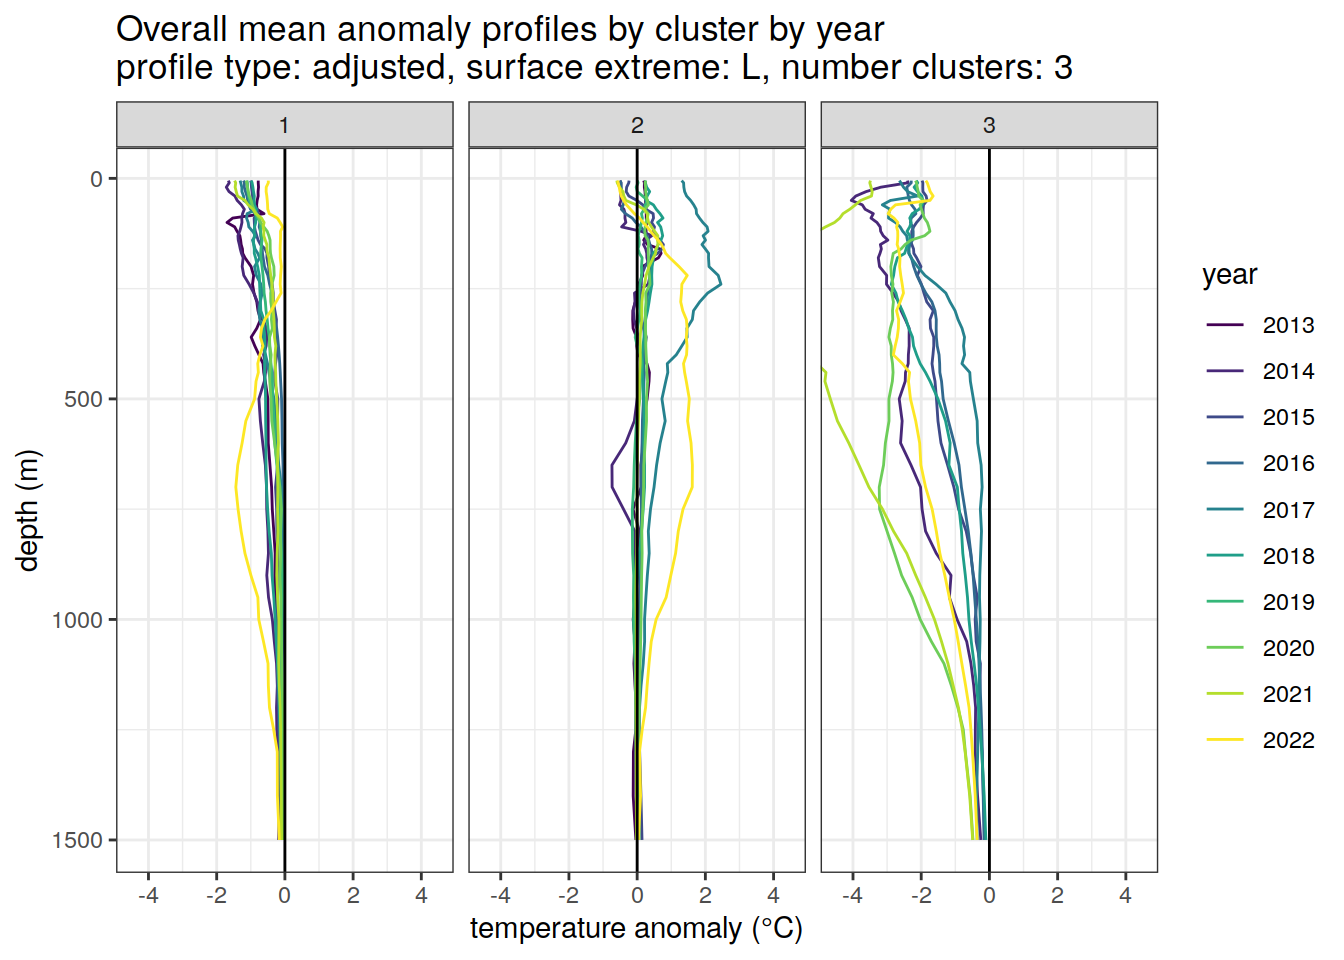 Overall mean anomaly profiles by cluster by year
profile type: adjusted, surface extreme: L, number clusters: 3
1
2
3
0
500
1000
1500
depth (m)
-4 -2 0 2 4
-4 -2 0 2 4
-4 -2 0 2 4
temperature anomaly (°C)
year
2013
2014
2015
2016
2017
2018
2019
2020
2021
2022